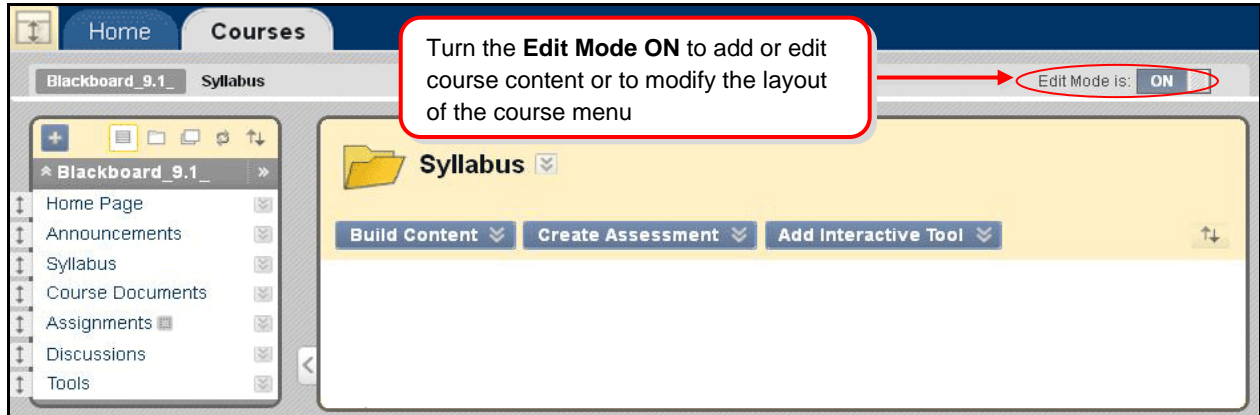 Home Courses
Turn the Edit Mode ON to add or edit
course content or to modify the layout
of the course menu
Blackboard_9.1_ Syllabus
Edit Mode is: ON
Blackboard_9.1_
Home Page
Announcements
Syllabus
Course Documents
Assignments
Discussions
Tools
Syllabus
Build Content Create Assessment Add Interactive Tool